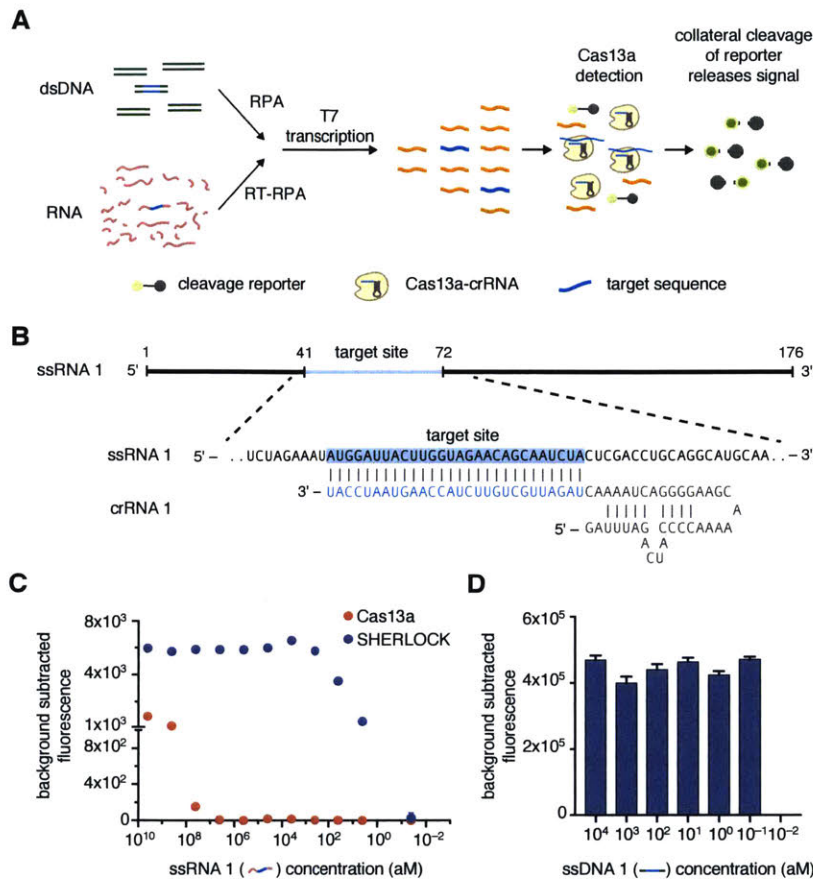 A
dsDNA
RPA
T7
transcription
RNA
RT-RPA
Cas13a
detection
collateral cleavage
of reporter
releases signal
cleavage reporter
Cas13a-crRNA
target sequence
B
1 41 target site 72 176
ssRNA 1 5' 3'
target site
ssRNA 1 5' – ..UCUAGAAAUAUGGAUUACUUGGUAGAACAGCAAUCUACUCGACCUGCAGGCAUGCAA..– 3'
3' – UACCUAAUGAACCAUCUUGUCGUUAGAUCAAAAUCAGGGGAAGC
crRNA 1
A
5' – GAUUUAG CCCCAAAA
A A
CU
C
8x10³
Cas13a
SHERLOCK
4x10³
1x10³
8x10²
4x10²
0
background subtracted
fluorescence
10¹⁰ 10⁸ 10⁶ 10⁴ 10² 10⁰ 10⁻²
ssRNA 1 ( ) concentration (aM)
D
6x10⁵
4x10⁵
2x10⁵
0
background subtracted
fluorescence
10⁴ 10³ 10² 10¹ 10⁰ 10⁻¹ 10⁻²
ssDNA 1 ( ) concentration (aM)